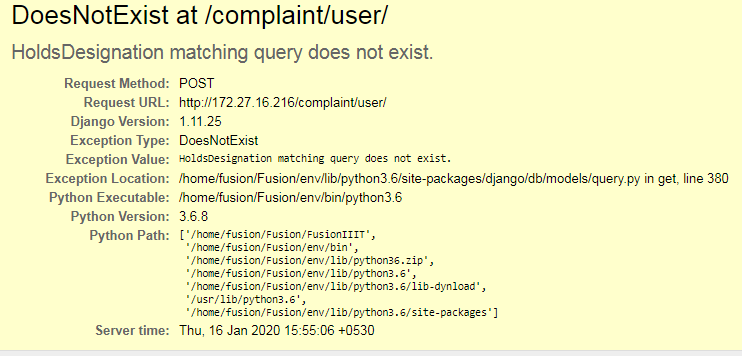 DoesNotExist at /complaint/user/
HoldsDesignation matching query does not exist.
Request Method: POST
Request URL: http://172.27.16.216/complaint/user/
Django Version: 1.11.25
Exception Type: DoesNotExist
Exception Value: HoldsDesignation matching query does not exist.
Exception Location: /home/fusion/Fusion/env/lib/python3.6/site-packages/django/db/models/query.py in get, line 380
Python Executable: /home/fusion/Fusion/env/bin/python3.6
Python Version: 3.6.8
Python Path: ['/home/fusion/Fusion/FusionIIIT',
'/home/fusion/Fusion/env/bin',
'/home/fusion/Fusion/env/lib/python36.zip',
'/home/fusion/Fusion/env/lib/python3.6',
'/home/fusion/Fusion/env/lib/python3.6/lib-dynload',
'/usr/lib/python3.6',
'/home/fusion/Fusion/env/lib/python3.6/site-packages']
Server time: Thu, 16 Jan 2020 15:55:06 +0530